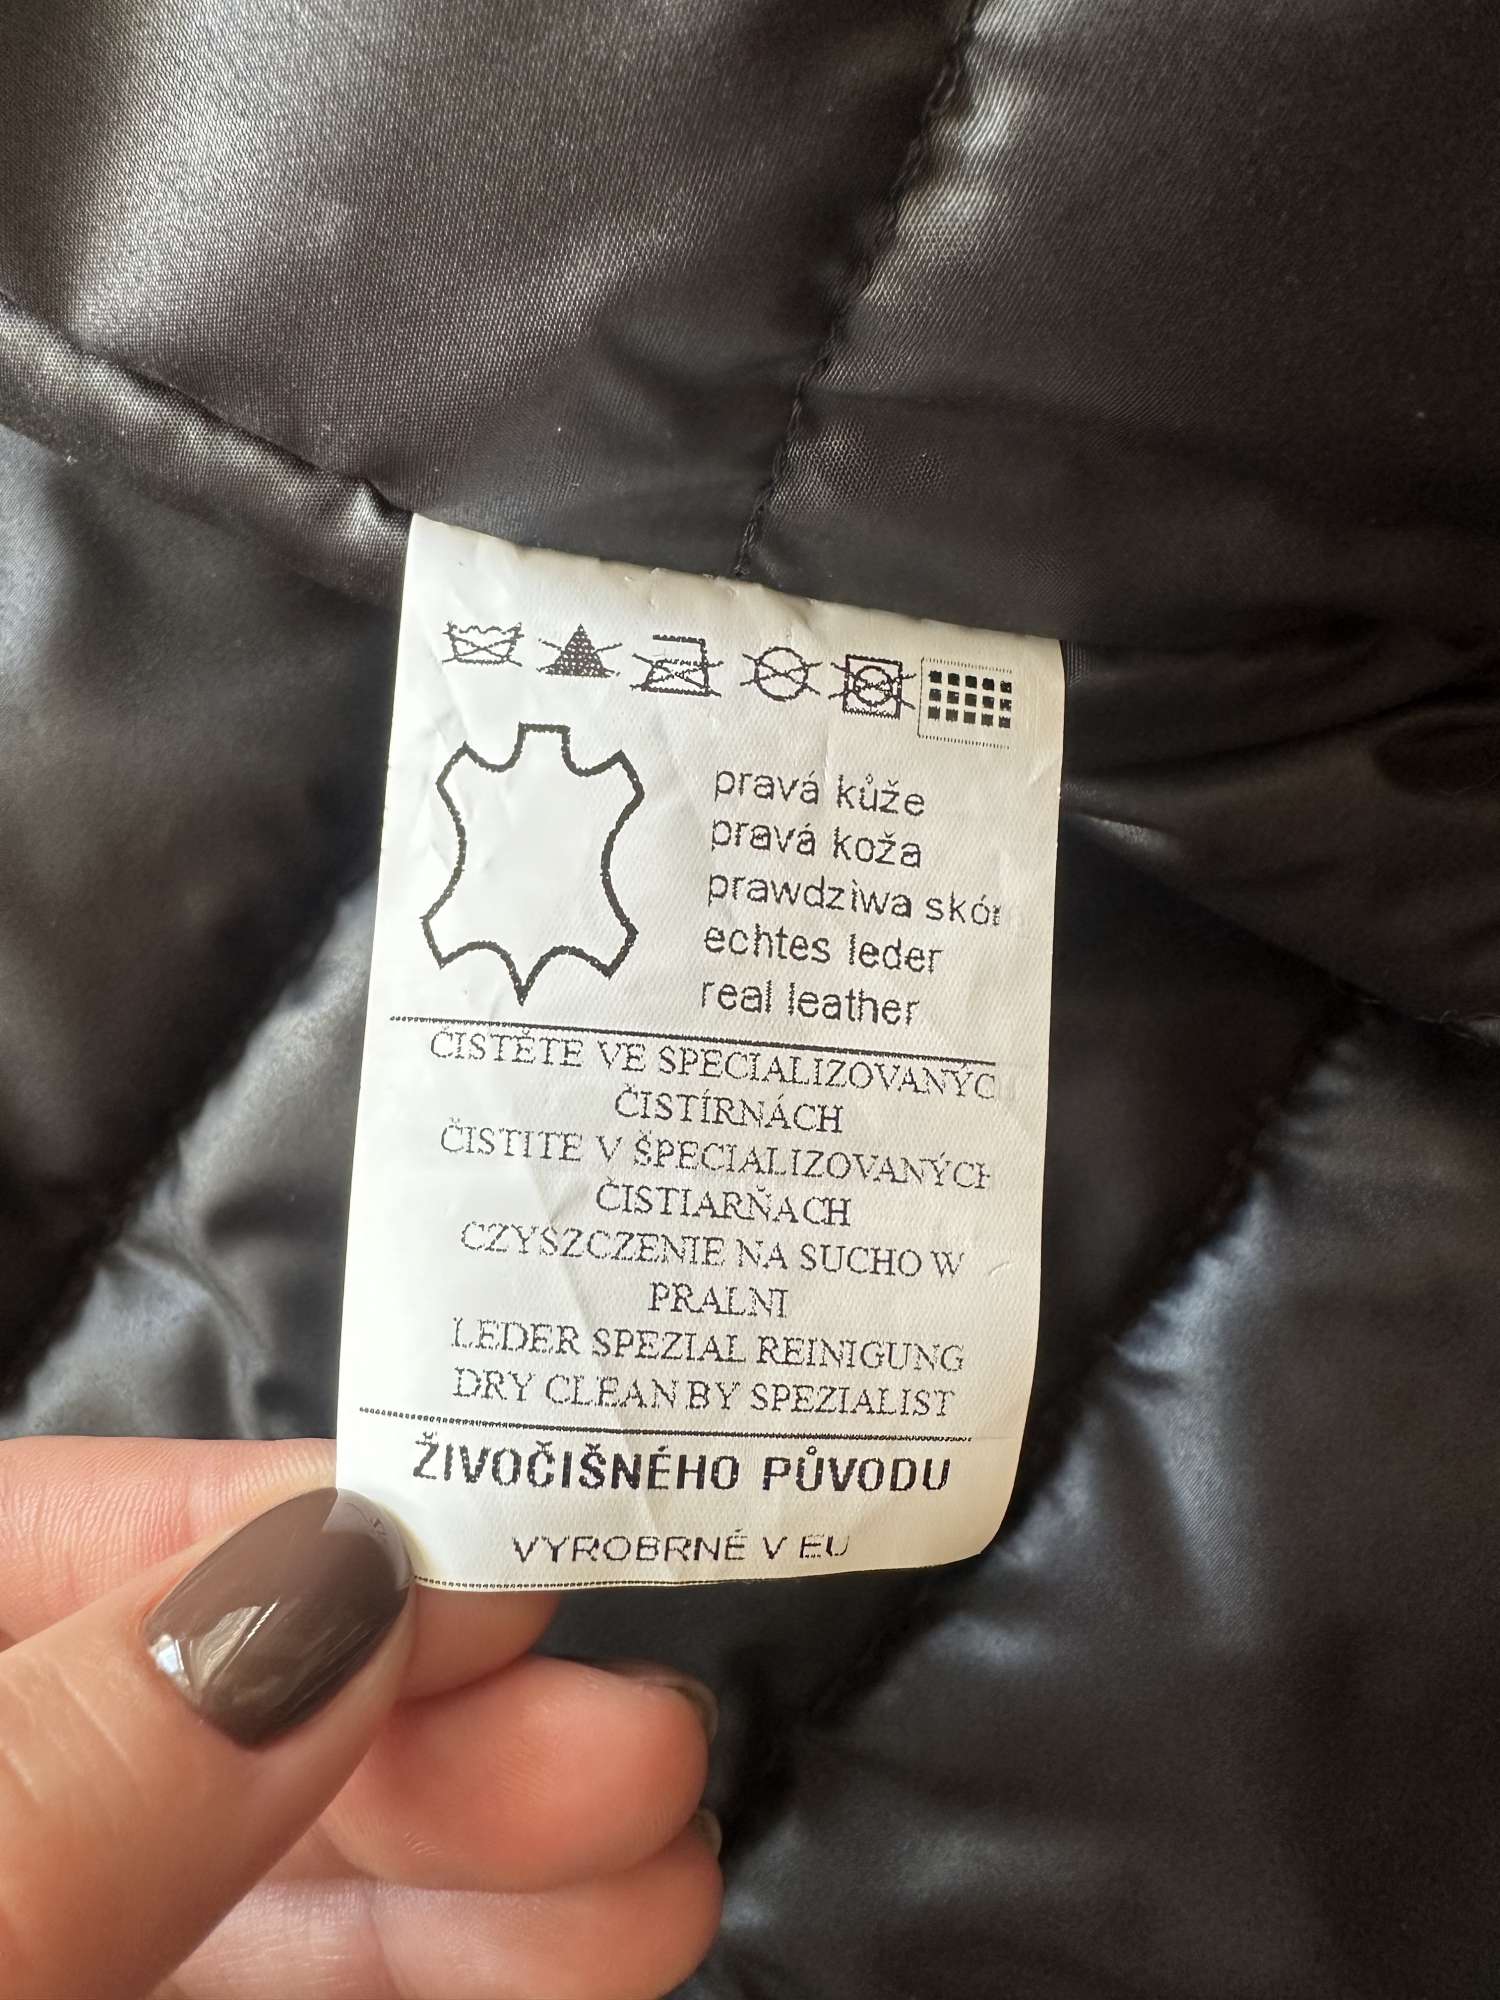 pravá kůže
pravá koža
prawdziwa skór
echtes leder
real leather
ČISTĚTE VE SPECIALIZOVANÝCH
ČISTÍRNÁCH
ČISTITE V ŠPECIALIZOVANÝCH
ČISTIARŇACH
CZYSZCZENIE NA SUCHO W
PRALNI
LEDER SPEZIAL REINIGUNG
DRY CLEAN BY SPEZIALIST
ŽIVOČIŠNÉHO PŮVODU
VYROBRNÉ V EU